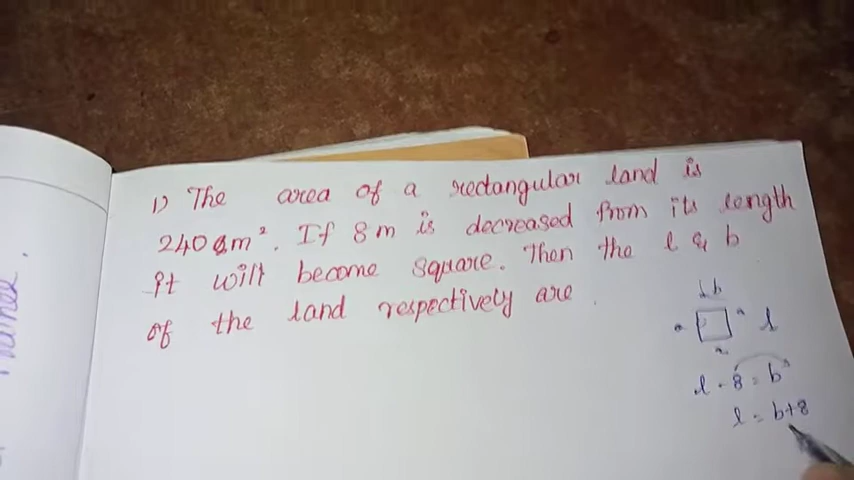 1) The area of a rectangular land is
240 m². If 8 m is decreased from its length
it will become square. Then the l & b
of the land respectively are
b
l
l - 8 = b
l = b+8